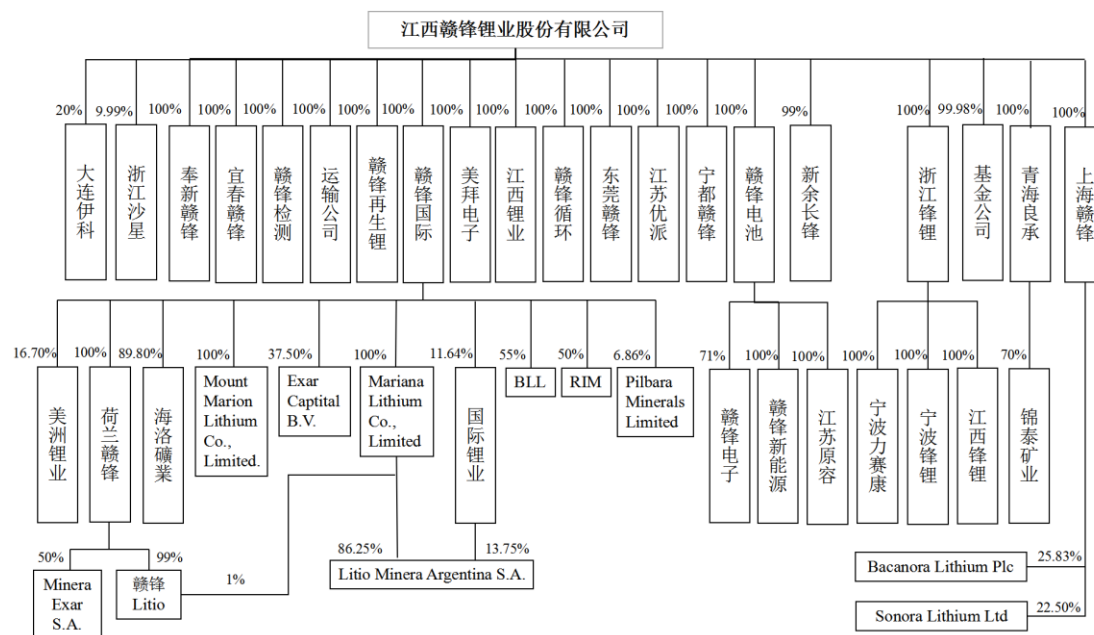 江西赣锋锂业股份有限公司
20%
9.99%
100%
100%
100%
100%
100%
100%
100%
100%
100%
100%
100%
100%
100%
99%
100%
99.98%
100%
100%
大连伊科
浙江沙星
奉新赣锋
宜春赣锋
赣锋检测
运输公司
赣锋再生锂
赣锋国际
美拜电子
江西锂业
赣锋循环
东莞赣锋
江苏优派
宁都赣锋
赣锋电池
新余长锋
浙江锋锂
基金公司
青海良承
上海赣锋
16.70%
100%
89.80%
100%
37.50%
100%
11.64%
55%
50%
6.86%
71%
100%
100%
100%
100%
100%
70%
美洲锂业
荷兰赣锋
海洛礦業
Mount
Marion
Lithium
Co.,
Limited.
Exar
Captital
B.V.
Mariana
Lithium
Co.,
Limited
国际锂业
BLL
RIM
Pilbara
Minerals
Limited
赣锋电子
赣锋新能源
江苏原容
宁波力赛康
宁波锋锂
江西锋锂
锦泰矿业
50%
99%
1%
86.25%
13.75%
Minera
Exar
S.A.
赣锋
Litio
Litio Minera Argentina S.A.
Bacanora Lithium Plc
25.83%
Sonora Lithium Ltd
22.50%